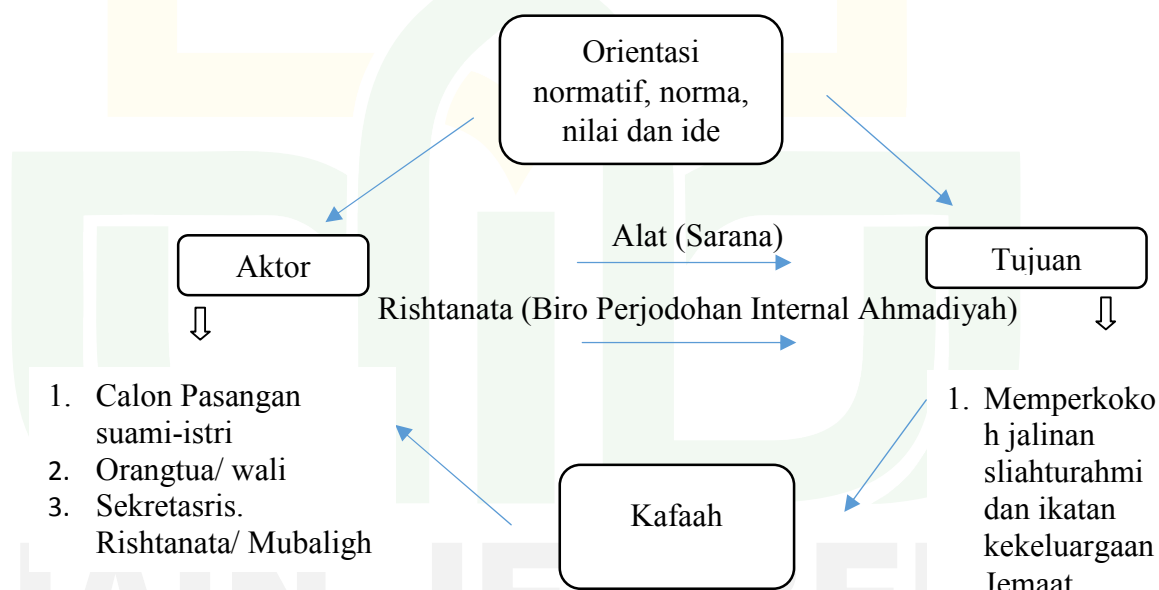 Orientasi
normatif, norma,
nilai dan ide
Alat (Sarana)
Aktor
Tujuan
Rishtanata (Biro Perjodohan Internal Ahmadiyah)
1. Calon Pasangan
suami-istri
2. Orangtua/ wali
3. Sekretasris.
Rishtanata/ Mubaligh
Kafaah
1. Memperkoko
h jalinan
sliahturahmi
dan ikatan
kekeluargaan
Jemaat